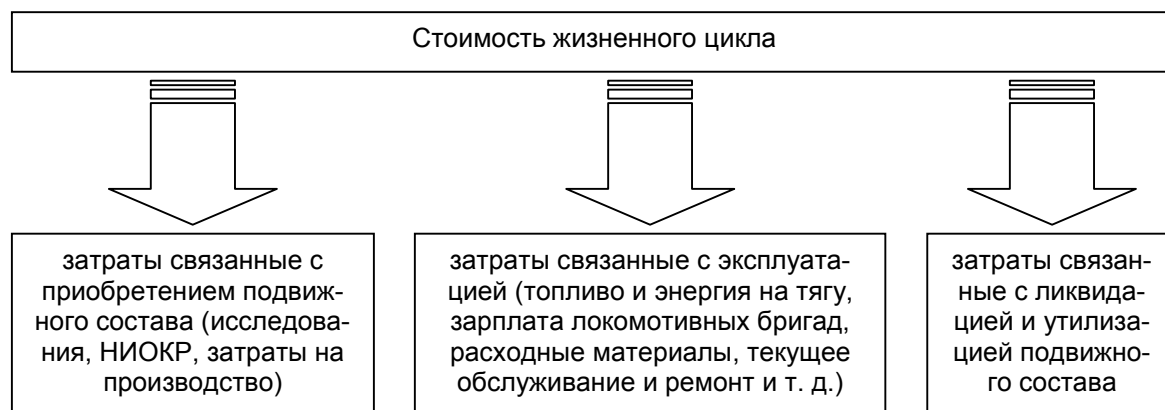 Стоимость жизненного цикла
затраты связанные с
приобретением подвиж-
ного состава (исследова-
ния, НИОКР, затраты на
производство)
затраты связанные с эксплуата-
цией (топливо и энергия на тягу,
зарплата локомотивных бригад,
расходные материалы, текущее
обслуживание и ремонт и т. д.)
затраты связан-
ные с ликвида-
цией и утилиза-
цией подвижно-
го состава